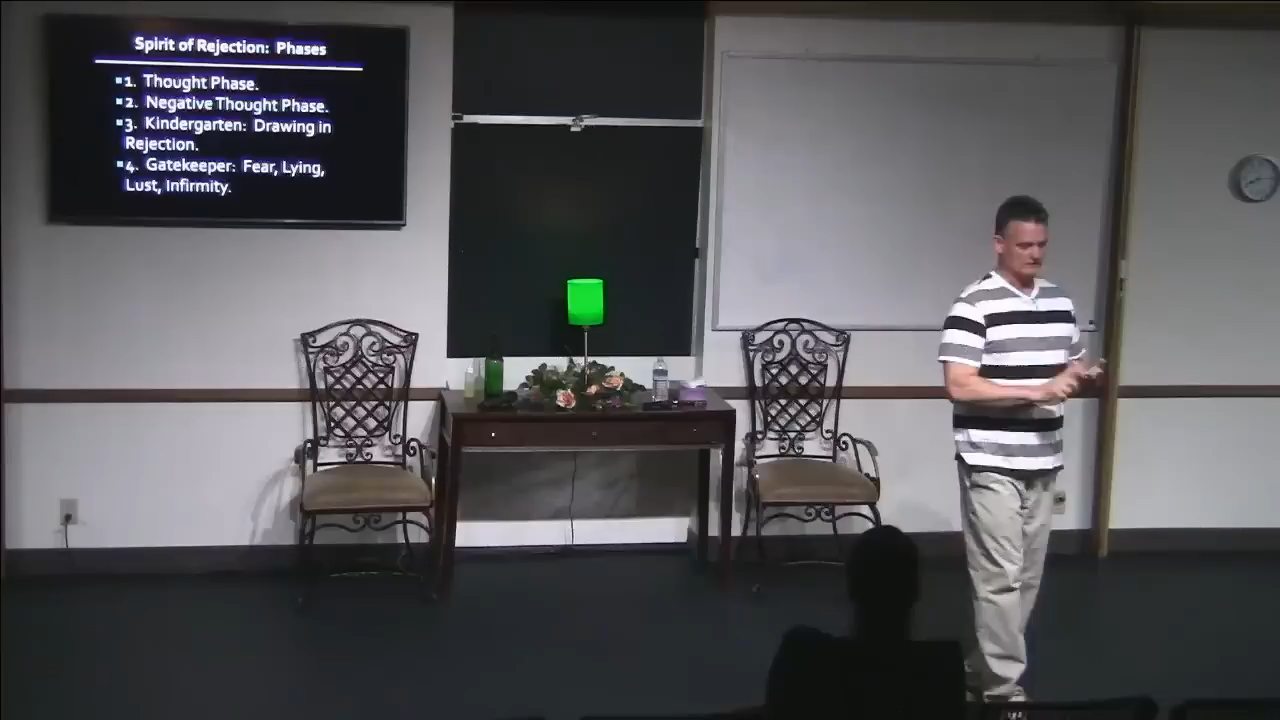 Spirit of Rejection: Phases
1. Thought Phase.
2. Negative Thought Phase.
3. Kindergarten: Drawing in
Rejection.
4. Gatekeeper: Fear, Lying,
Lust, Infirmity.